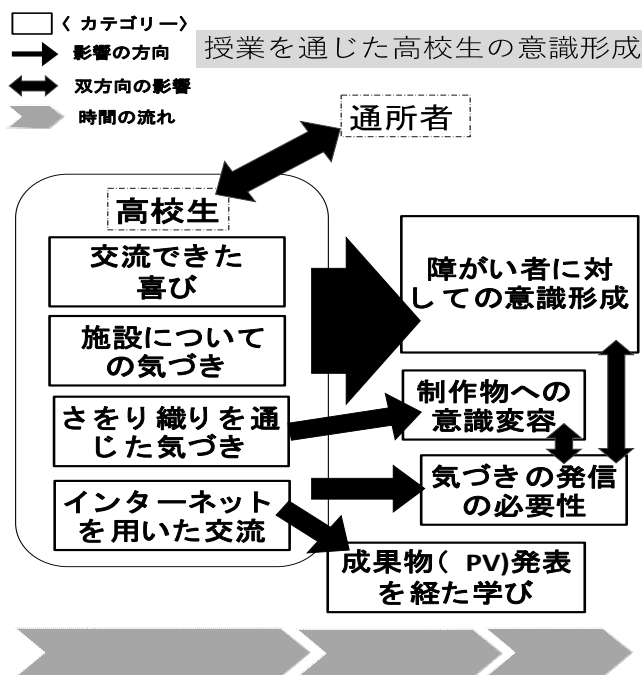 〈 カテゴリー〉
影響の方向
双方向の影響
時間の流れ
授業を通じた高校生の意識形成
通所者
高校生
交流できた
喜び
施設について
の気づき
さをり織りを通
じた気づき
インターネット
を用いた交流
障がい者に対
しての意識形成
制作物への
意識変容
気づきの発信
の必要性
成果物( PV)発表
を経た学び